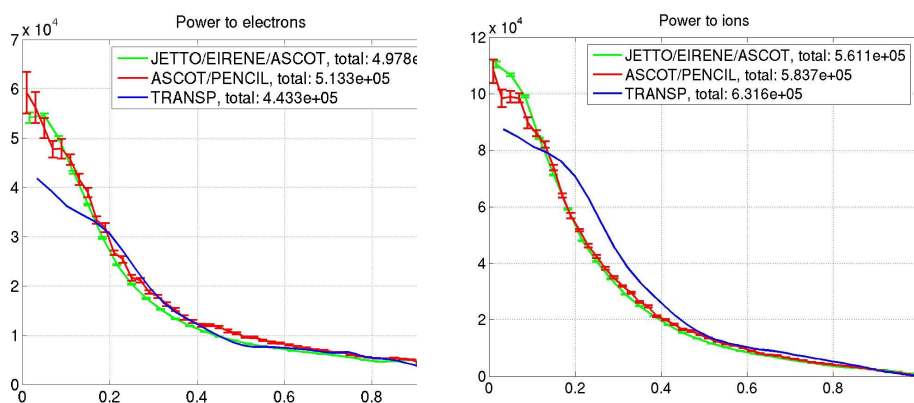 Power to electrons
x 10^4
7
6
5
4
3
2
1
0
0 0.2 0.4 0.6 0.8
JETTO/EIRENE/ASCOT, total: 4.978e
ASCOT/PENCIL, total: 5.133e+05
TRANSP, total: 4.433e+05
Power to ions
x 10^4
12
10
8
6
4
2
0
0 0.2 0.4 0.6 0.8 1
JETTO/EIRENE/ASCOT, total: 5.611e+05
ASCOT/PENCIL, total: 5.837e+05
TRANSP, total: 6.316e+05